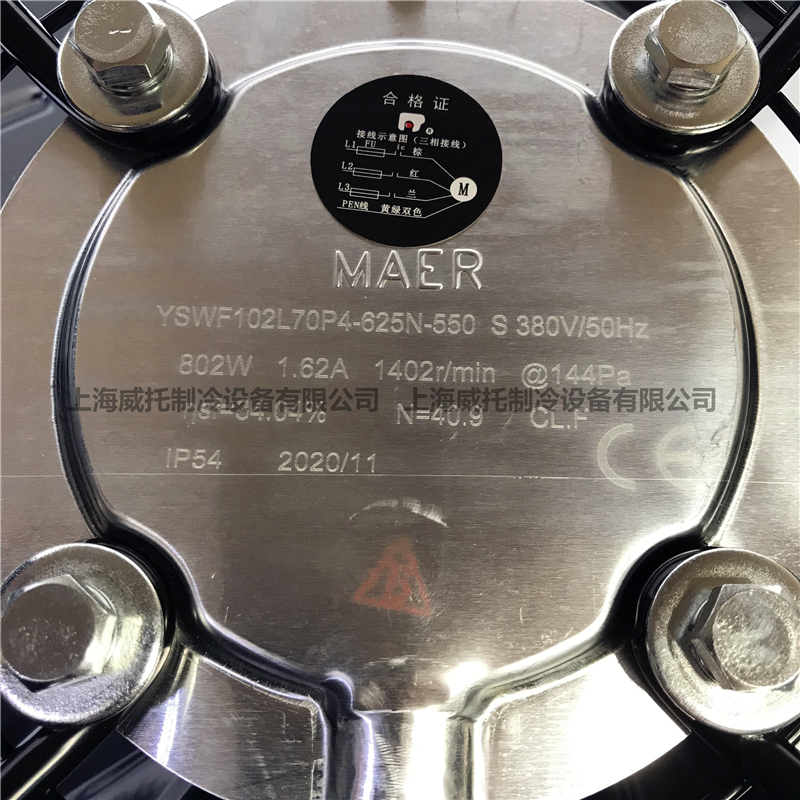 合格证
®
接线示意图（三相接线）
L1 FU ic 棕
L2 红
L3 兰
M
PEN线 黄绿双色
MAER
YSWF102L70P4-625N-550 S 380V/50Hz
802W 1.62A 1402r/min @144Pa
上海威托制冷设备有限公司 上海威托制冷设备有限公司
34.04% N=40.9 CL.F
IP54 2020/11 CE